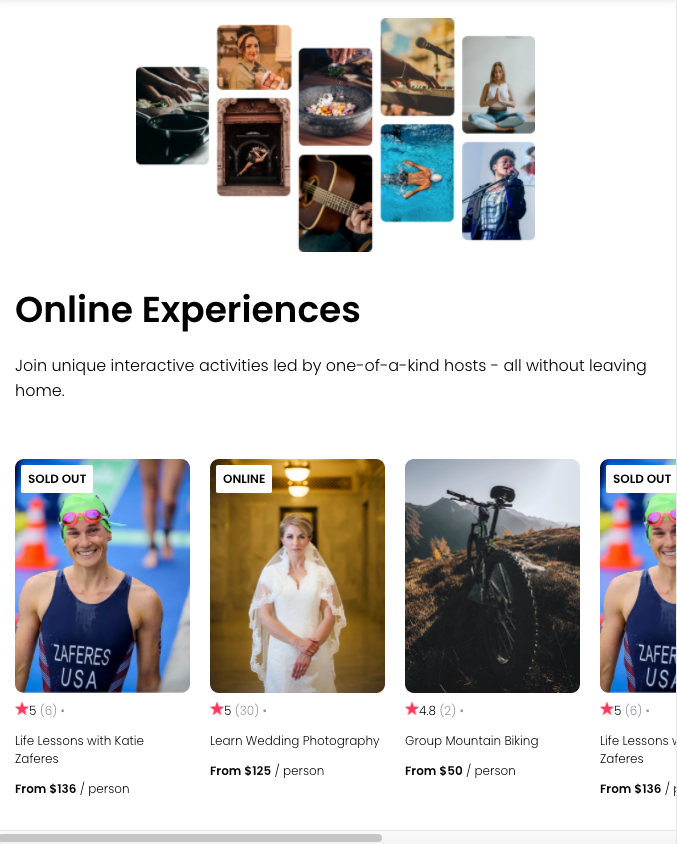 Online Experiences
Join unique interactive activities led by one-of-a-kind hosts - all without leaving
home.
SOLD OUT
ZAFERES
USA
5 (6) •
Life Lessons with Katie
Zaferes
From $136 / person
ONLINE
5 (30) •
Learn Wedding Photography
From $125 / person
4.8 (2) •
Group Mountain Biking
From $50 / person
SOLD OUT
5 (6) •
Life Lessons
Zaferes
From $136 /